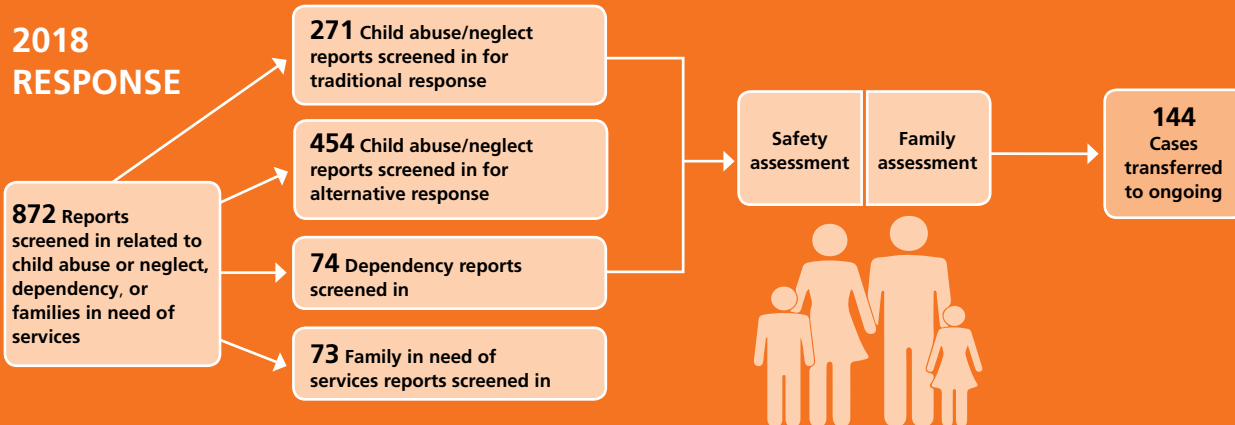 2018
RESPONSE
872 Reports
screened in related to
child abuse or neglect,
dependency, or
families in need of
services
271 Child abuse/neglect
reports screened in for
traditional response
454 Child abuse/neglect
reports screened in for
alternative response
74 Dependency reports
screened in
73 Family in need of
services reports screened in
Safety
assessment
Family
assessment
144
Cases
transferred
to ongoing